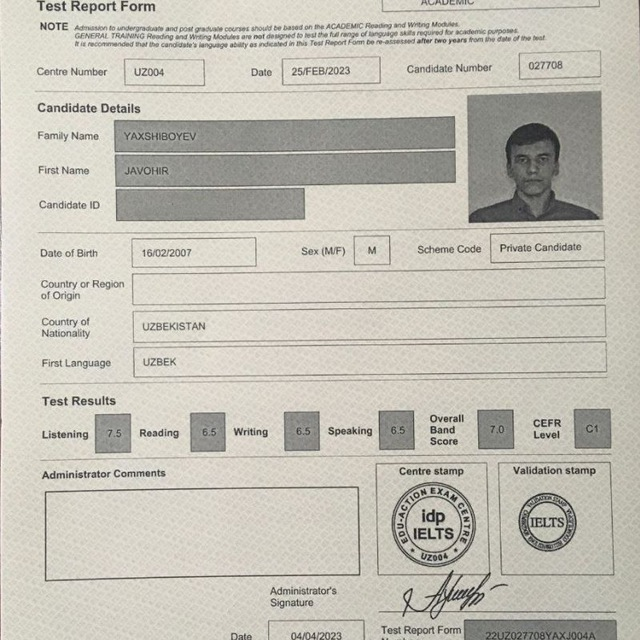 Test Report Form
ACADEMIC
NOTE Admission to undergraduate and post graduate courses should be based on the ACADEMIC Reading and Writing Modules.
GENERAL TRAINING Reading and Writing Modules are not designed to test the full range of language skills required for academic purposes.
It is recommended that the candidate's language ability as indicated in this Test Report Form be re-assessed after two years from the date of the test.
Centre Number UZ004 Date 25/FEB/2023 Candidate Number 027708
Candidate Details
Family Name YAXSHIBOYEV
First Name JAVOHIR
Candidate ID
Date of Birth 16/02/2007 Sex (M/F) M Scheme Code Private Candidate
Country or Region
of Origin
Country of
Nationality UZBEKISTAN
First Language UZBEK
Test Results
Listening 7.5 Reading 6.5 Writing 6.5 Speaking 6.5 Overall Band Score 7.0 CEFR Level C1
Administrator Comments
Centre stamp
EDU-ACTION EXAM CENTRE
idp
IELTS
UZ004
Validation stamp
IELTS
Administrator's
Signature
Date 04/04/2023
Test Report Form
22UZ027708YAXJ004A